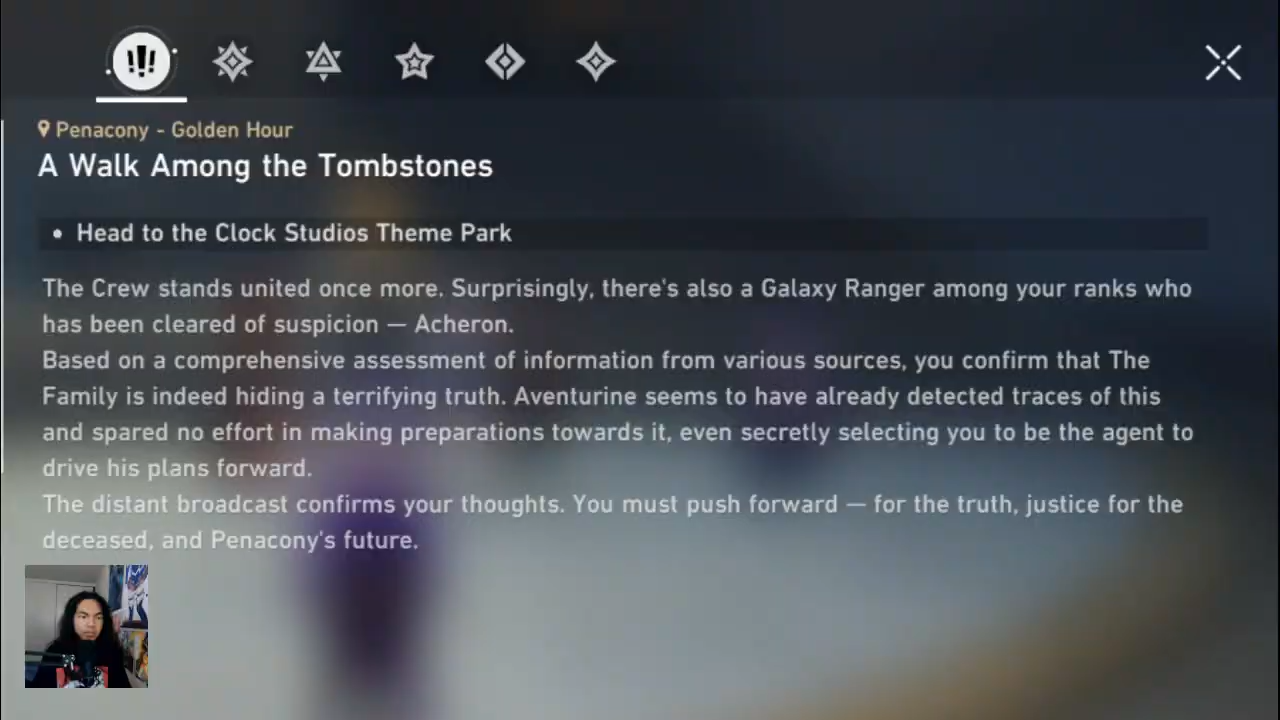 Penacony - Golden Hour
A Walk Among the Tombstones
• Head to the Clock Studios Theme Park
The Crew stands united once more. Surprisingly, there's also a Galaxy Ranger among your ranks who
has been cleared of suspicion — Acheron.
Based on a comprehensive assessment of information from various sources, you confirm that The
Family is indeed hiding a terrifying truth. Aventurine seems to have already detected traces of this
and spared no effort in making preparations towards it, even secretly selecting you to be the agent to
drive his plans forward.
The distant broadcast confirms your thoughts. You must push forward — for the truth, justice for the
deceased, and Penacony's future.